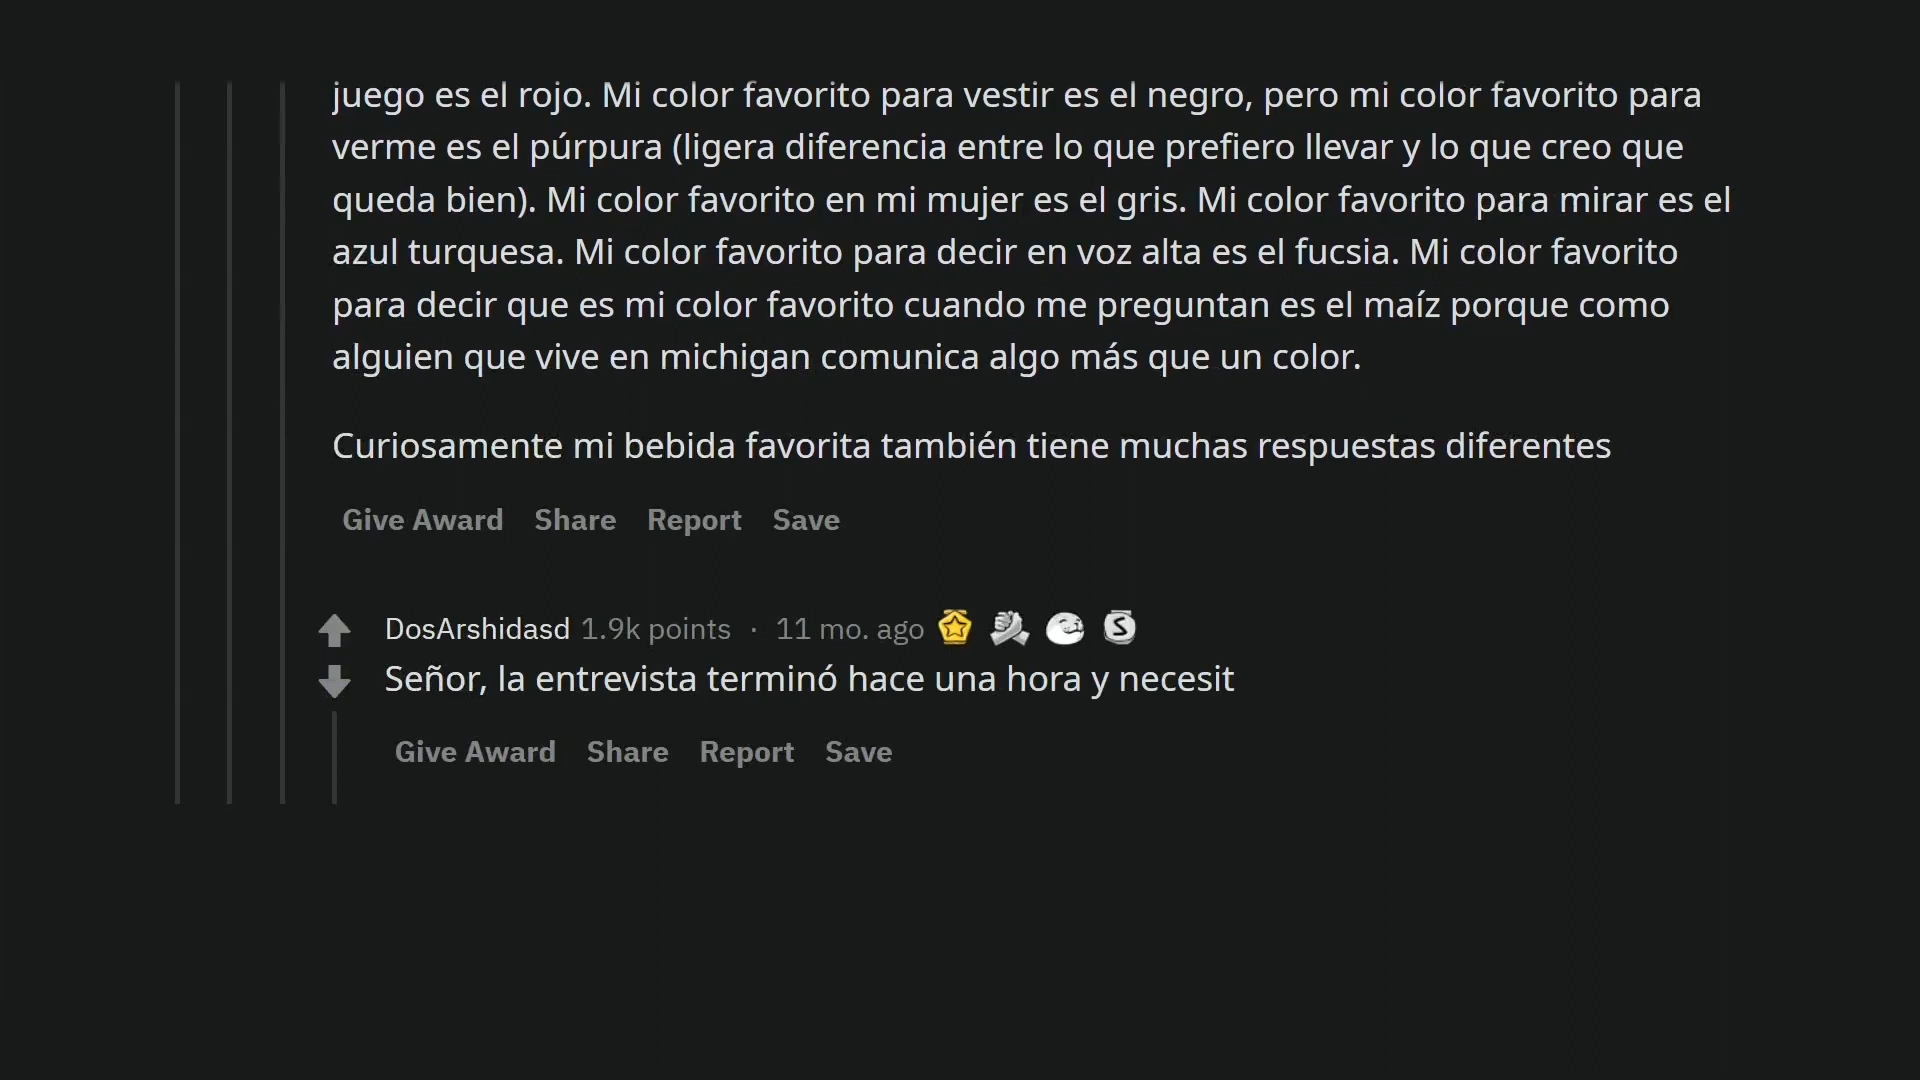 juego es el rojo. Mi color favorito para vestir es el negro, pero mi color favorito para
verme es el púrpura (ligera diferencia entre lo que prefiero llevar y lo que creo que
queda bien). Mi color favorito en mi mujer es el gris. Mi color favorito para mirar es el
azul turquesa. Mi color favorito para decir en voz alta es el fucsia. Mi color favorito
para decir que es mi color favorito cuando me preguntan es el maíz porque como
alguien que vive en michigan comunica algo más que un color.
Curiosamente mi bebida favorita también tiene muchas respuestas diferentes
Give Award Share Report Save
DosArshidasd 1.9k points · 11 mo. ago S
Señor, la entrevista terminó hace una hora y necesit
Give Award Share Report Save